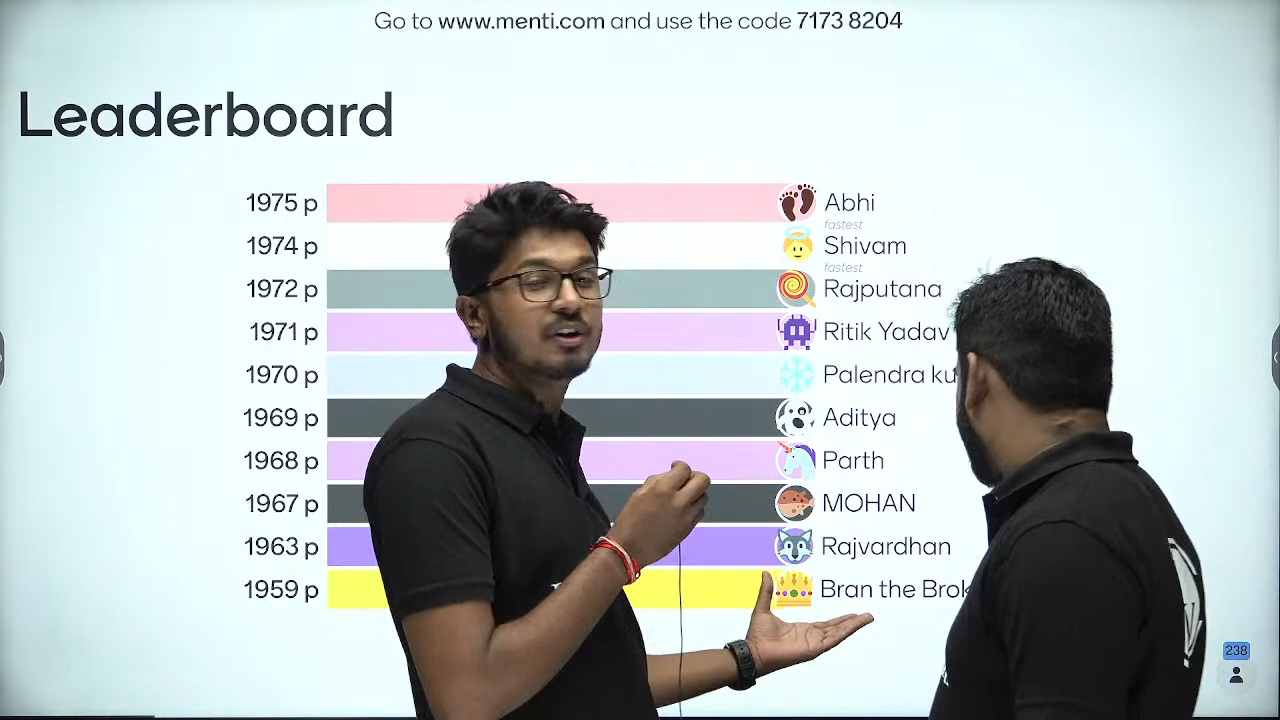 Go to www.menti.com and use the code 7173 8204
Leaderboard
1975 p Abhi
fastest
1974 p Shivam
fastest
1972 p Rajputana
1971 p Ritik Yadav
1970 p Palendra ku
1969 p Aditya
1968 p Parth
1967 p MOHAN
1963 p Rajvardhan
1959 p Bran the Brok
238